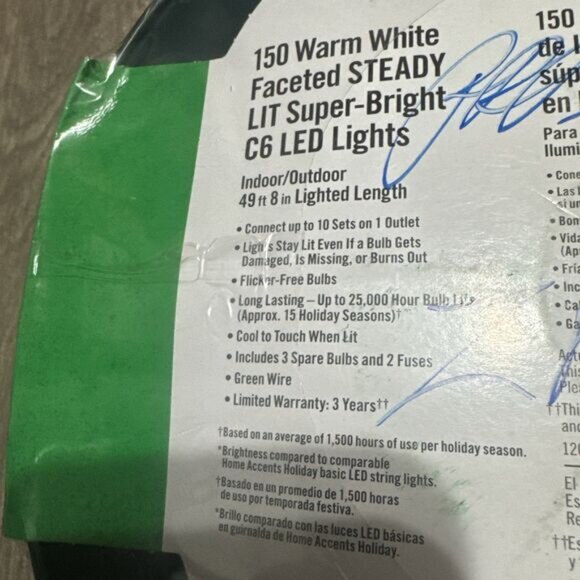 150 Warm White
Faceted STEADY
LIT Super-Bright
C6 LED Lights
Indoor/Outdoor
49 ft 8 in Lighted Length
• Connect up to 10 Sets on 1 Outlet
• Lights Stay Lit Even If a Bulb Gets
Damaged, Is Missing, or Burns Out
• Flicker-Free Bulbs
• Long Lasting – Up to 25,000 Hour Bulb Life
(Approx. 15 Holiday Seasons)†
• Cool to Touch When Lit
• Includes 3 Spare Bulbs and 2 Fuses
• Green Wire
• Limited Warranty: 3 Years††
†Based on an average of 1,500 hours of use per holiday season.
*Brightness compared to comparable
Home Accents Holiday basic LED string lights.
†Basado en un promedio de 1,500 horas
de uso por temporada festiva.
*Brillo comparado con las luces LED básicas
en guirnalda de Home Accents Holiday.
150
de
en
Para
• Las
El
y